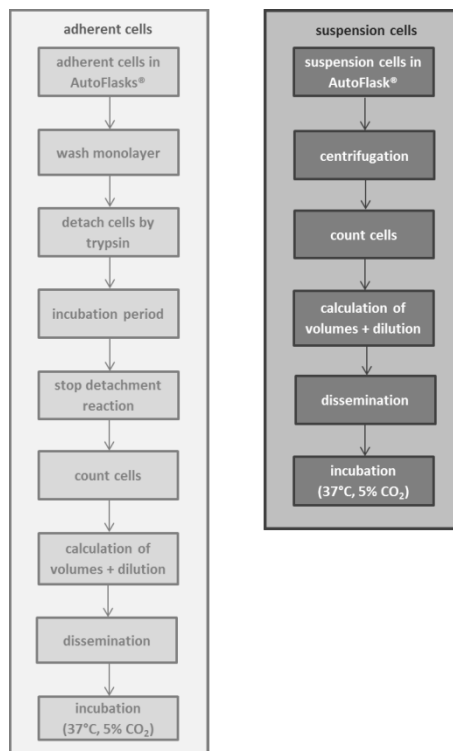 adherent cells
adherent cells in
AutoFlasks®
wash monolayer
detach cells by
trypsin
incubation period
stop detachment
reaction
count cells
calculation of
volumes + dilution
dissemination
incubation
(37°C, 5% CO₂)
suspension cells
suspension cells in
AutoFlask®
centrifugation
count cells
calculation of
volumes + dilution
dissemination
incubation
(37°C, 5% CO₂)